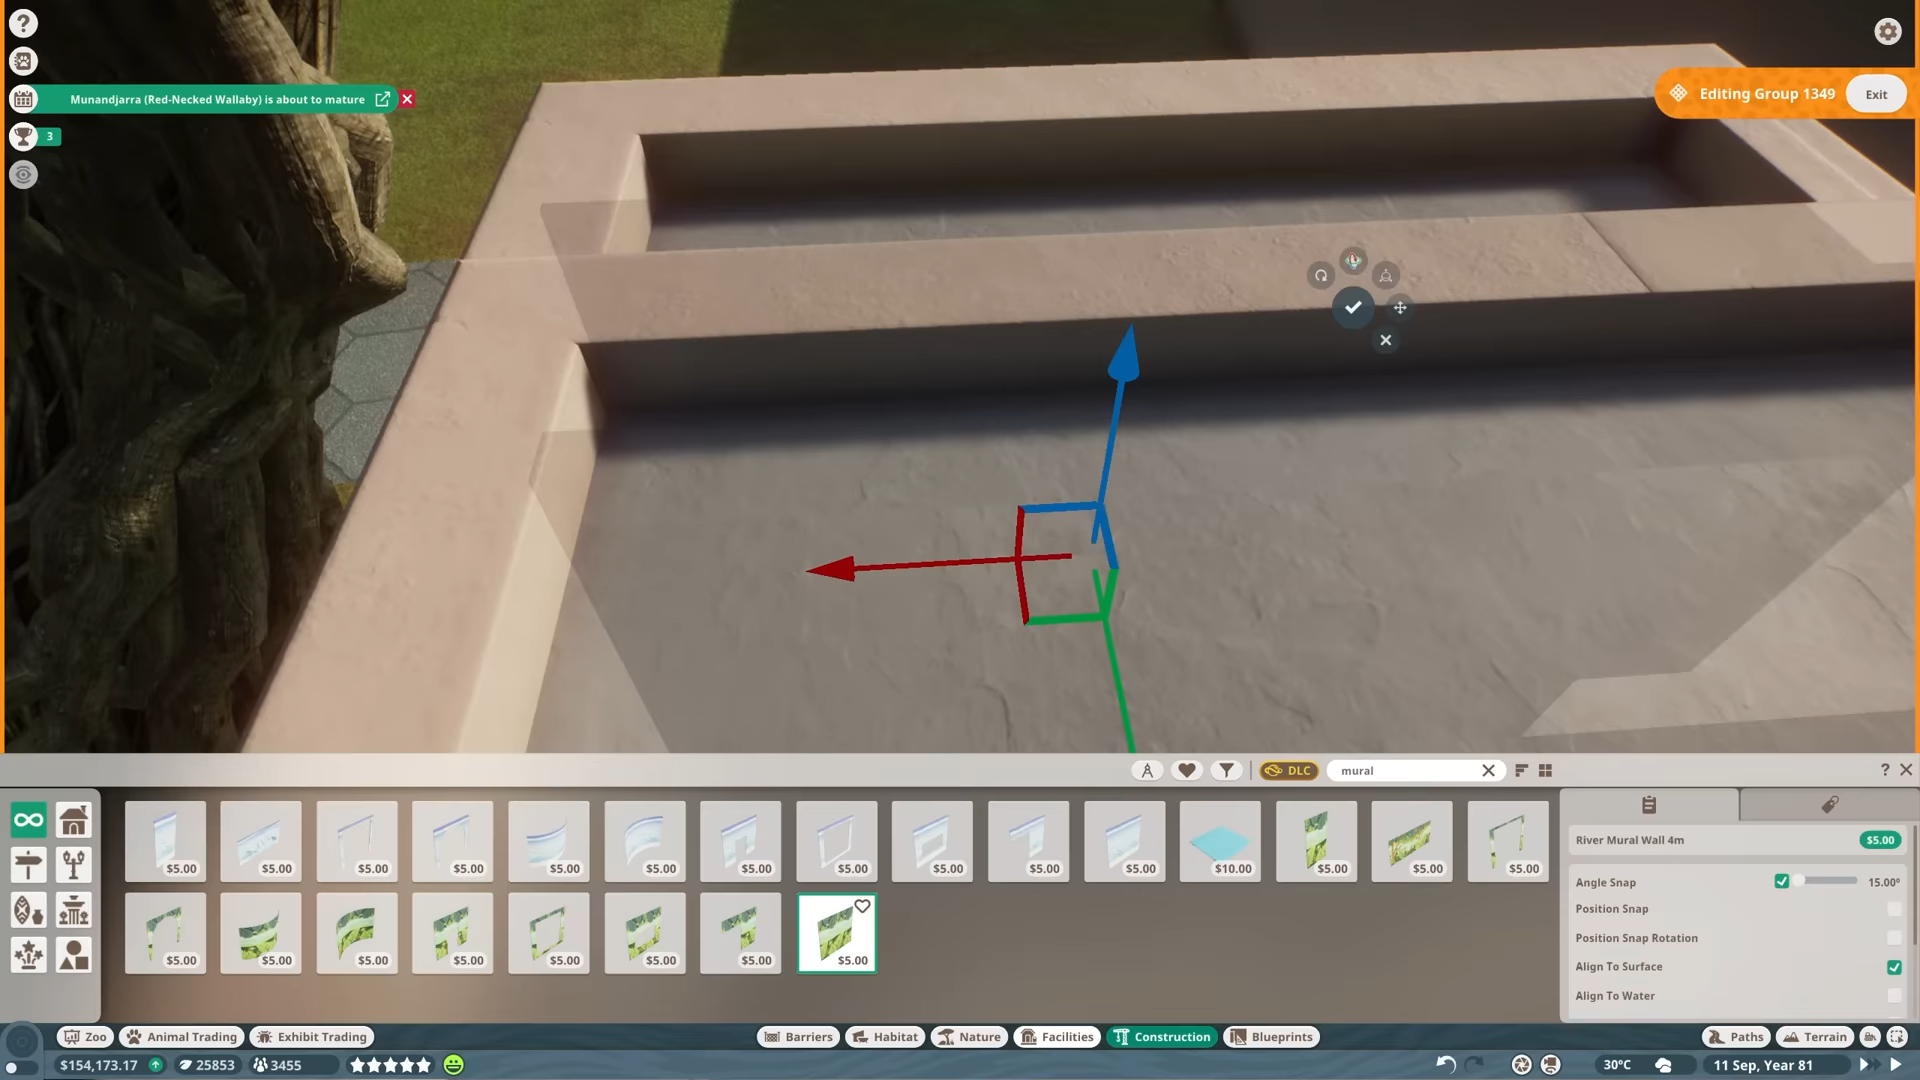 Munandjarra (Red-Necked Wallaby) is about to mature
3
Editing Group 1349
Exit
DLC
mural
$5.00 $5.00 $5.00 $5.00 $5.00 $5.00 $5.00 $5.00 $5.00 $5.00 $5.00 $10.00 $5.00 $5.00 $5.00
$5.00 $5.00 $5.00 $5.00 $5.00 $5.00 $5.00 $5.00
River Mural Wall 4m $5.00
Angle Snap 15.00°
Position Snap
Position Snap Rotation
Align To Surface
Align To Water
Zoo Animal Trading Exhibit Trading Barriers Habitat Nature Facilities Construction Blueprints Paths Terrain
$154,173.17 25853 3455 30°C 11 Sep, Year 81